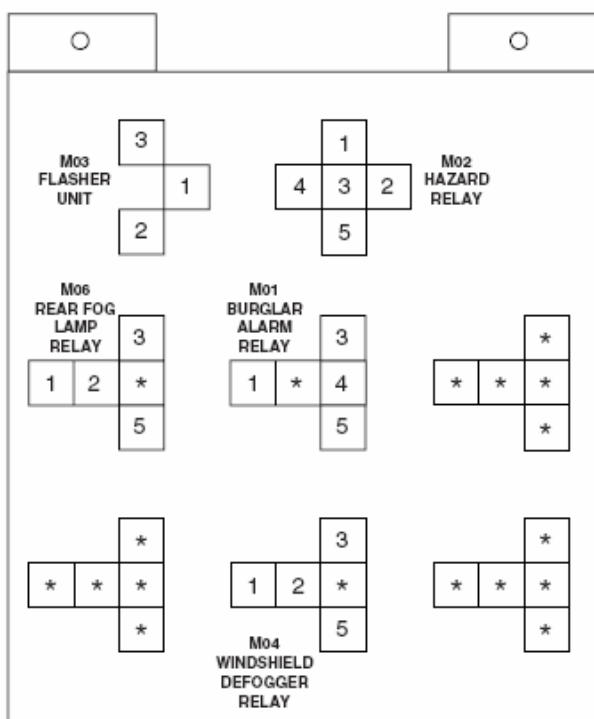 3
1
M03
FLASHER
UNIT
1
4 3 2
M02
HAZARD
RELAY
2
5
M06
REAR FOG
LAMP
RELAY
M01
BURGLAR
ALARM
RELAY
3
3
*
1 2 *
1 * 4
* * *
5
5
*
*
3
*
* * *
1 2 *
* * *
*
5
*
M04
WINDSHIELD
DEFOGGER
RELAY